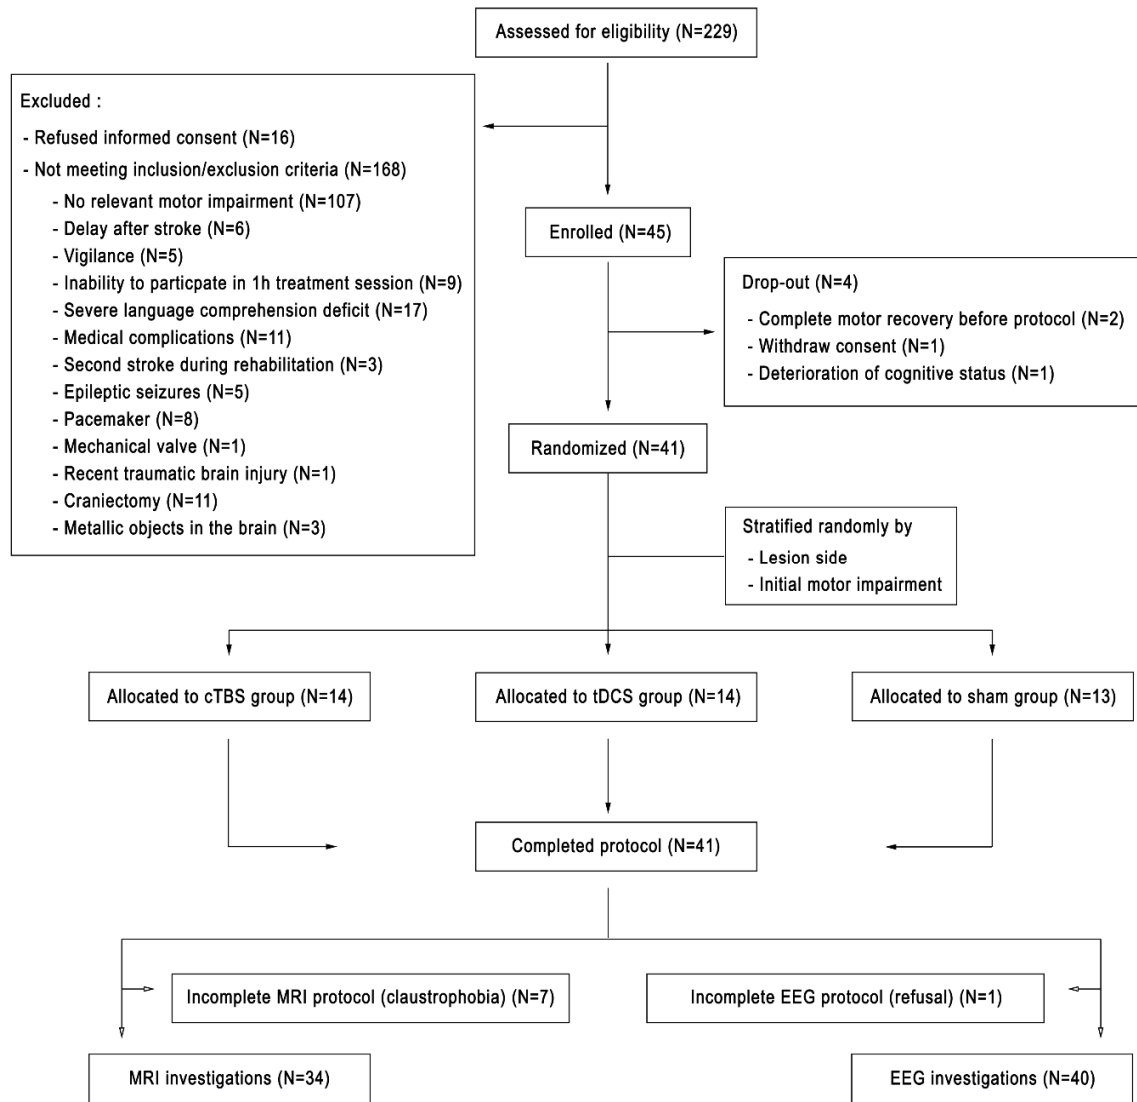 Assessed for eligibility (N=229)
Excluded :
- Refused informed consent (N=16)
- Not meeting inclusion/exclusion criteria (N=168)
- No relevant motor impairment (N=107)
- Delay after stroke (N=6)
- Vigilance (N=5)
- Inability to particpate in 1h treatment session (N=9)
- Severe language comprehension deficit (N=17)
- Medical complications (N=11)
- Second stroke during rehabilitation (N=3)
- Epileptic seizures (N=5)
- Pacemaker (N=8)
- Mechanical valve (N=1)
- Recent traumatic brain injury (N=1)
- Craniectomy (N=11)
- Metallic objects in the brain (N=3)
Enrolled (N=45)
Drop-out (N=4)
- Complete motor recovery before protocol (N=2)
- Withdraw consent (N=1)
- Deterioration of cognitive status (N=1)
Randomized (N=41)
Stratified randomly by
- Lesion side
- Initial motor impairment
Allocated to cTBS group (N=14)
Allocated to tDCS group (N=14)
Allocated to sham group (N=13)
Completed protocol (N=41)
Incomplete MRI protocol (claustrophobia) (N=7)
Incomplete EEG protocol (refusal) (N=1)
MRI investigations (N=34)
EEG investigations (N=40)